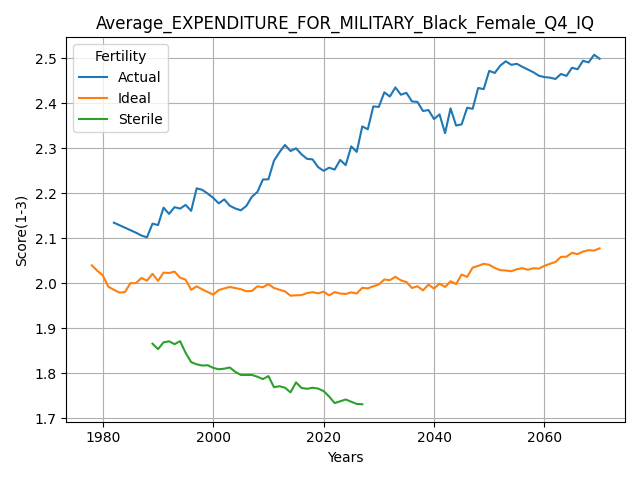 Average_EXPENDITURE_FOR_MILITARY_Black_Female_Q4_IQ
Fertility
Actual
Ideal
Sterile
Score(1-3)
2.5
2.4
2.3
2.2
2.1
2.0
1.9
1.8
1.7
1980
2000
2020
2040
2060
Years